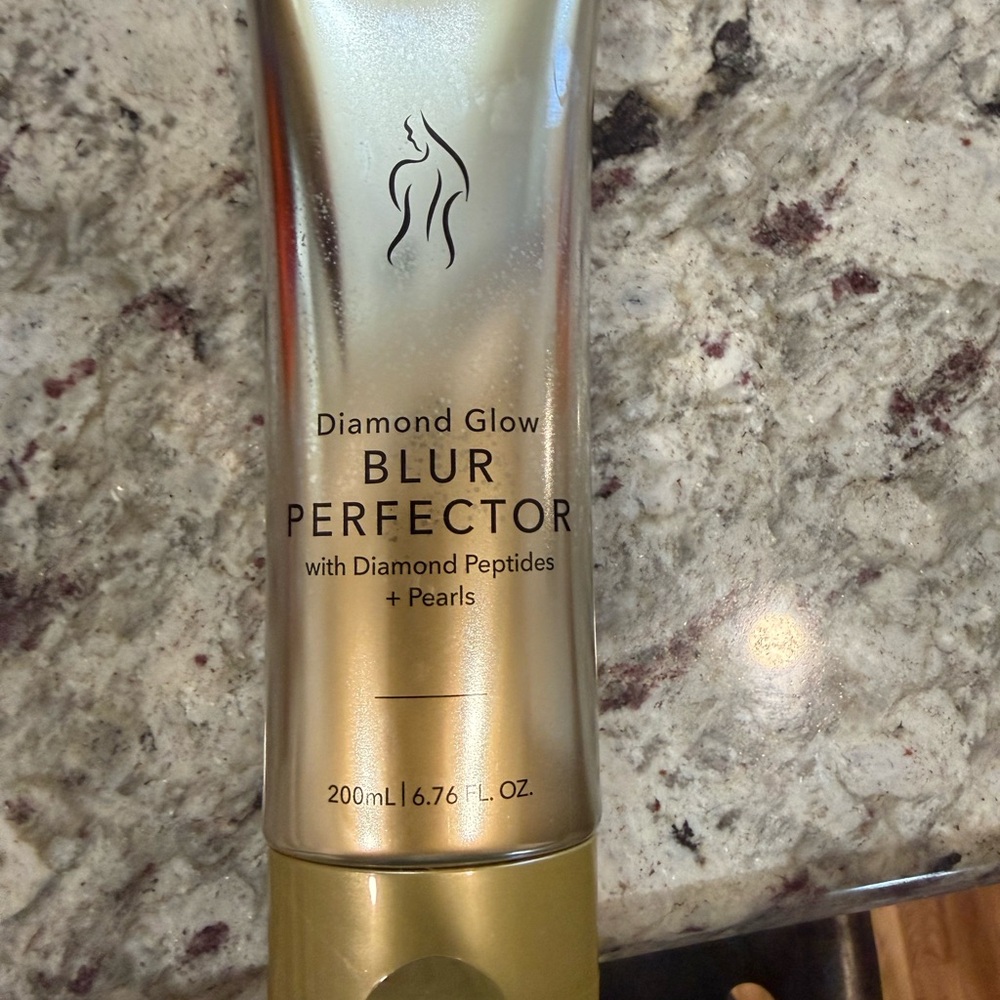 Diamond Glow
BLUR
PERFECTOR
with Diamond Peptides
+ Pearls
200mL | 6.76 FL. OZ.